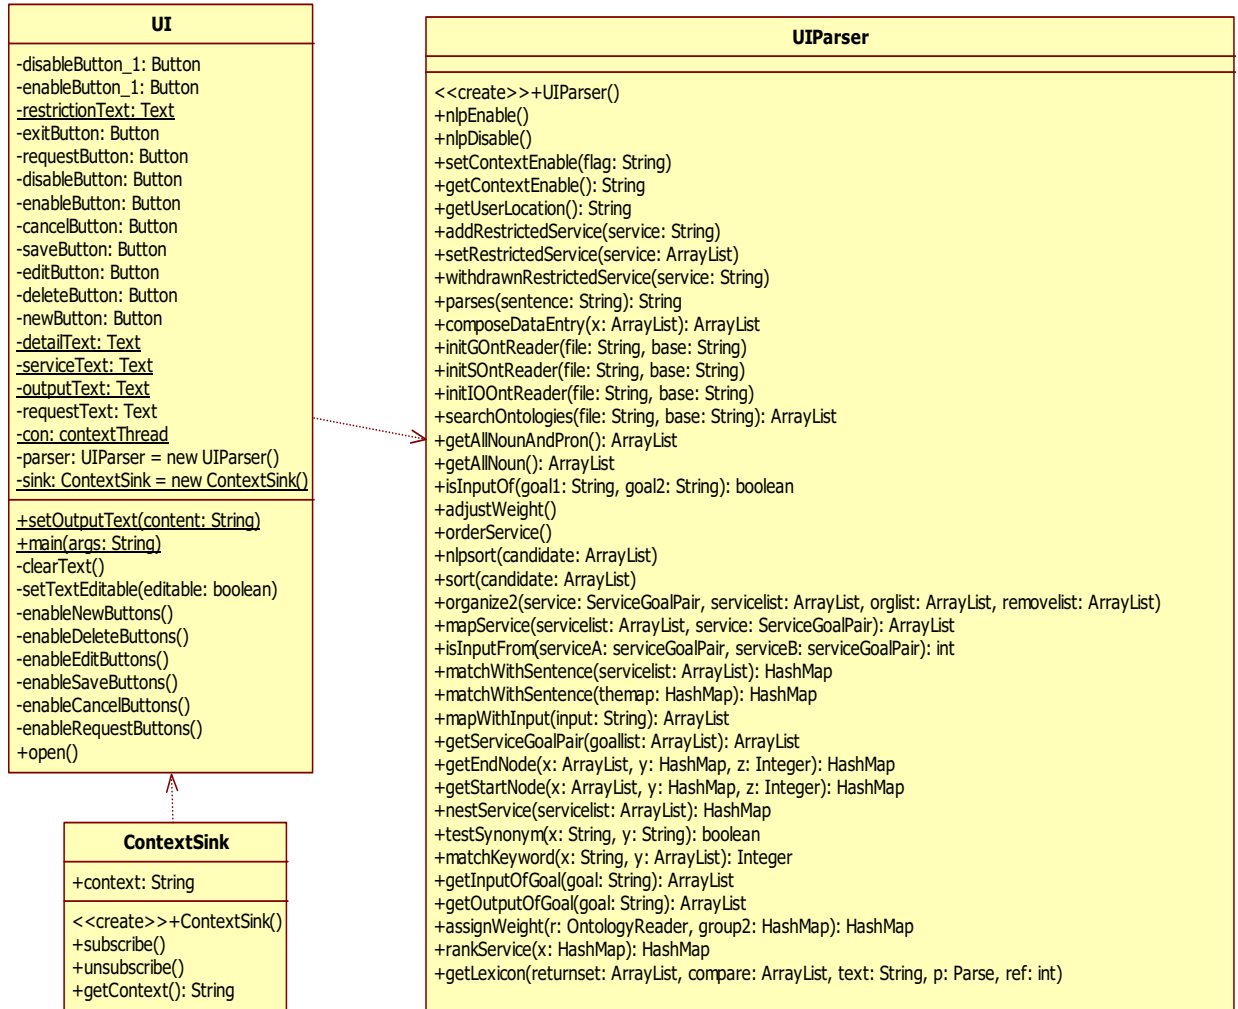 UI
-disableButton_1: Button
-enableButton_1: Button
-restrictionText: Text
-exitButton: Button
-requestButton: Button
-disableButton: Button
-enableButton: Button
-cancelButton: Button
-saveButton: Button
-editButton: Button
-deleteButton: Button
-newButton: Button
-detailText: Text
-serviceText: Text
-outputText: Text
-requestText: Text
-con: contextThread
-parser: UIParser = new UIParser()
-sink: ContextSink = new ContextSink()
+setOutputText(content: String)
+main(args: String)
-clearText()
-setTextEditable(editable: boolean)
-enableNewButtons()
-enableDeleteButtons()
-enableEditButtons()
-enableSaveButtons()
-enableCancelButtons()
-enableRequestButtons()
+open()
ContextSink
+context: String
<<create>>+ContextSink()
+subscribe()
+unsubscribe()
+getContext(): String
UIParser
<<create>>+UIParser()
+nlpEnable()
+nlpDisable()
+setContextEnable(flag: String)
+getContextEnable(): String
+getUserLocation(): String
+addRestrictedService(service: String)
+setRestrictedService(service: ArrayList)
+withdrawnRestrictedService(service: String)
+parses(sentence: String): String
+composeDataEntry(x: ArrayList): ArrayList
+initGOntReader(file: String, base: String)
+initSOntReader(file: String, base: String)
+initIOOntReader(file: String, base: String)
+searchOntologies(file: String, base: String): ArrayList
+getAllNounAndPron(): ArrayList
+getAllNoun(): ArrayList
+isInputOf(goal1: String, goal2: String): boolean
+adjustWeight()
+orderService()
+nlpsort(candidate: ArrayList)
+sort(candidate: ArrayList)
+organize2(service: ServiceGoalPair, servicelist: ArrayList, orglist: ArrayList, removelist: ArrayList)
+mapService(servicelist: ArrayList, service: ServiceGoalPair): ArrayList
+isInputFrom(serviceA: serviceGoalPair, serviceB: serviceGoalPair): int
+matchWithSentence(servicelist: ArrayList): HashMap
+matchWithSentence(themap: HashMap): HashMap
+mapWithInput(input: String): ArrayList
+getServiceGoalPair(goallist: ArrayList): ArrayList
+getEndNode(x: ArrayList, y: HashMap, z: Integer): HashMap
+getStartNode(x: ArrayList, y: HashMap, z: Integer): HashMap
+nestService(servicelist: ArrayList): HashMap
+testSynonym(x: String, y: String): boolean
+matchKeyword(x: String, y: ArrayList): Integer
+getInputOfGoal(goal: String): ArrayList
+getOutputOfGoal(goal: String): ArrayList
+assignWeight(r: OntologyReader, group2: HashMap): HashMap
+rankService(x: HashMap): HashMap
+getLexicon(returnset: ArrayList, compare: ArrayList, text: String, p: Parse, ref: int)